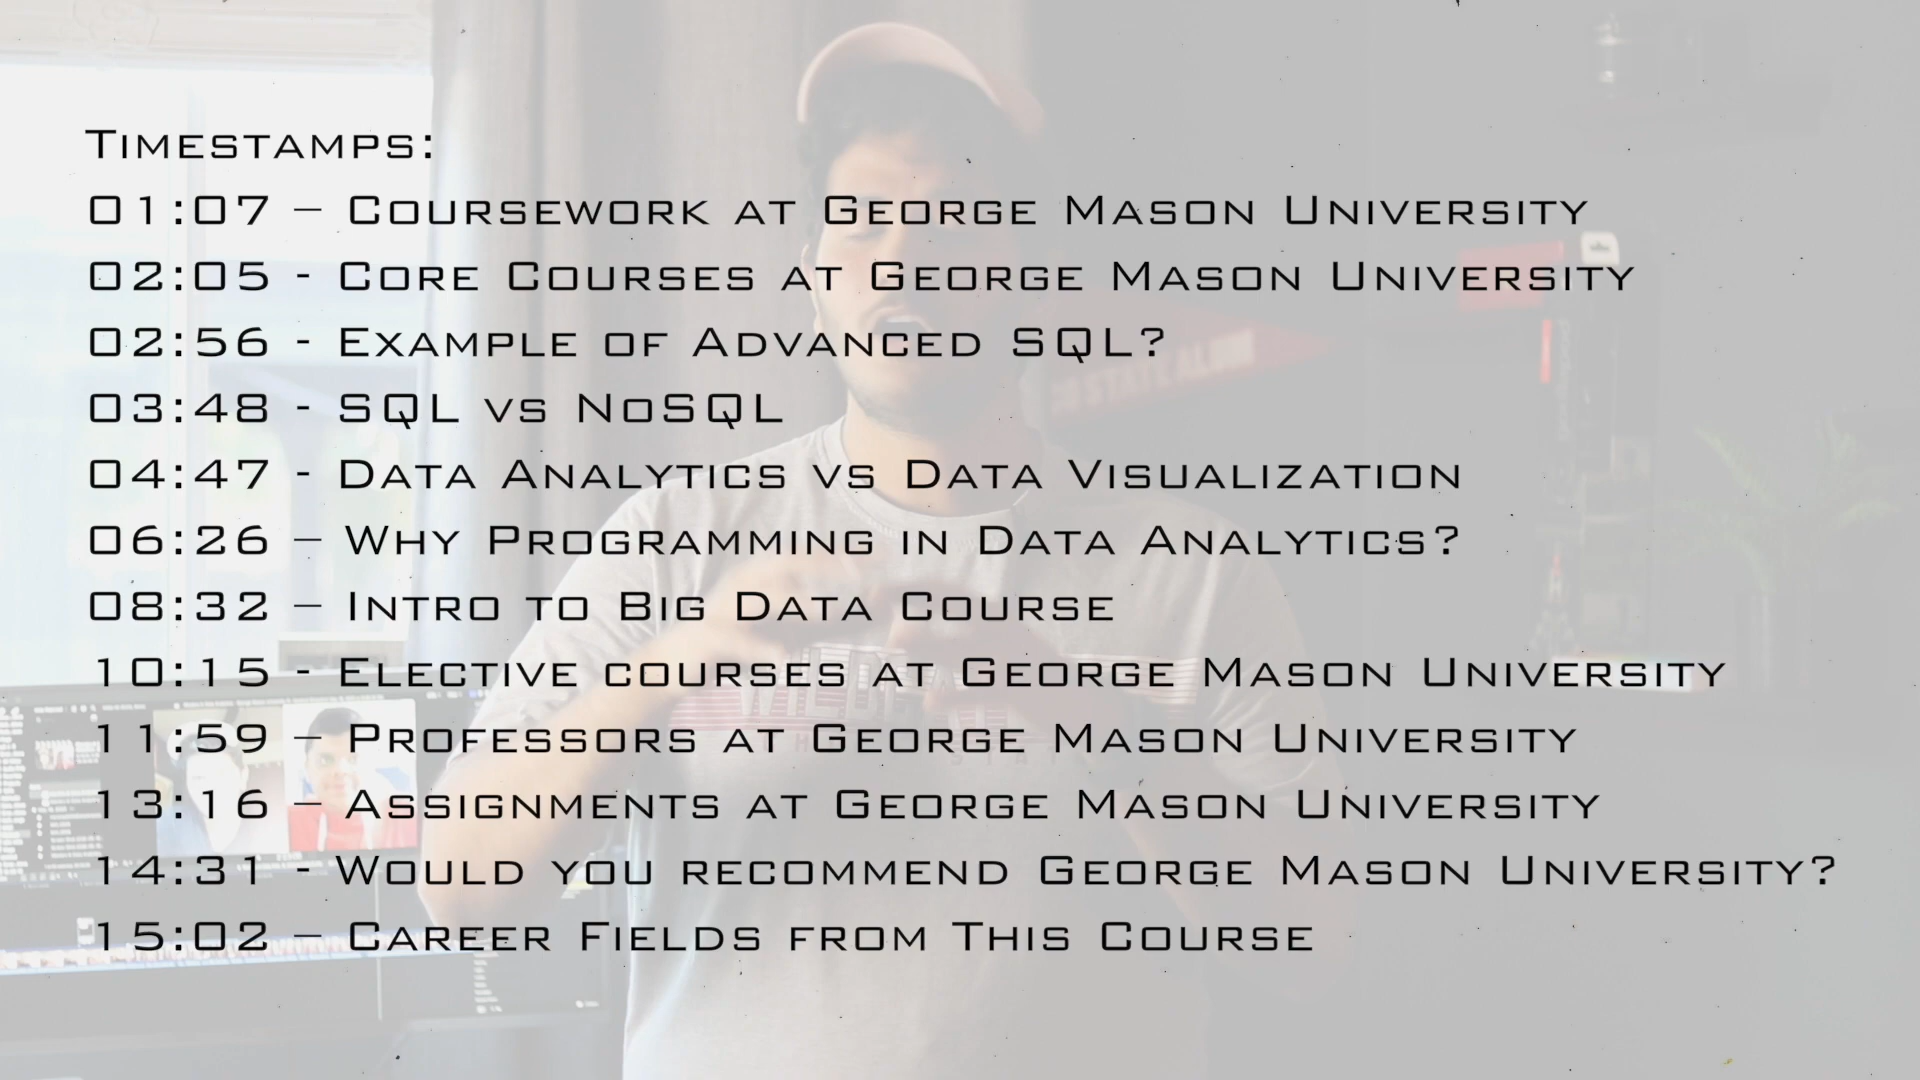 Timestamps:
01:07 – Coursework at George Mason University
02:05 - Core Courses at George Mason University
02:56 - Example of Advanced SQL?
03:48 - SQL vs NoSQL
04:47 - Data Analytics vs Data Visualization
06:26 – Why Programming in Data Analytics?
08:32 – Intro to Big Data Course
10:15 - Elective courses at George Mason University
11:59 – Professors at George Mason University
13:16 – Assignments at George Mason University
14:31 - Would you recommend George Mason University?
15:02 – Career Fields from This Course